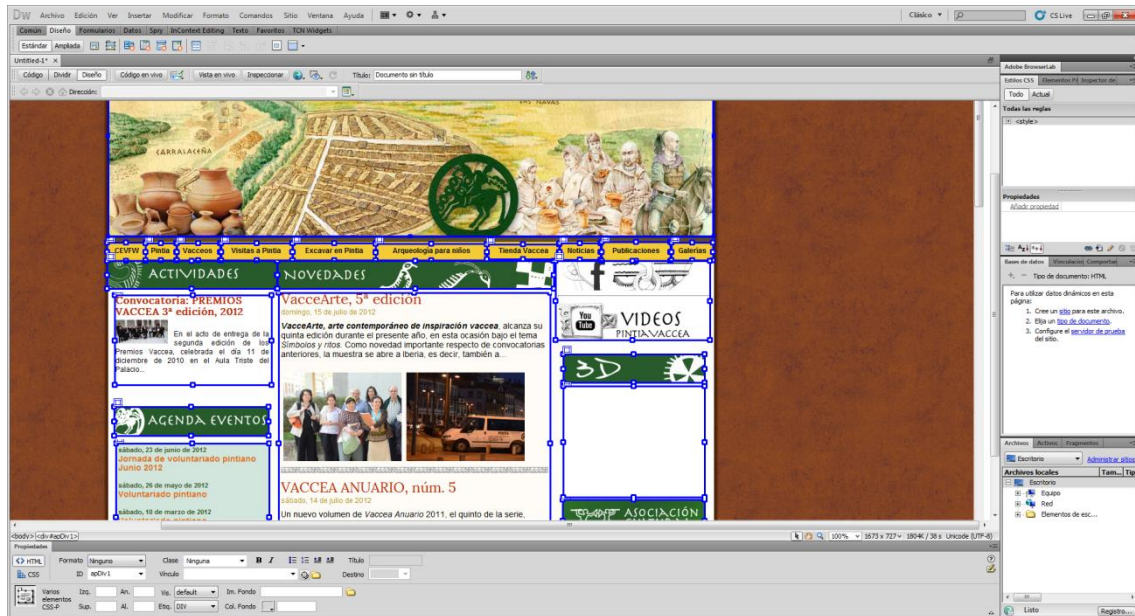 DW Archivo Edición Ver Insertar Modificar Formato Comandos Sitio Ventana Ayuda Clásico CS Live
Común Diseño Formularios Datos Spry InContext Editing Texto Favoritos TCN Widgets
Estándar Ampliada
Untitled-1* ×
Código Dividir Diseño Código en vivo Vista en vivo Inspeccionar Título: Documento sin título
Dirección:
LAS NAVAS
CARRALACEÑA
CEVFW Pintia Vacceos Visitas a Pintia Excavar en Pintia Arqueología para niños Tienda Vaccea Noticias Publicaciones Galerías
ACTIVIDADES NOVEDADES
Convocatoria: PREMIOS
VACCEA 3ª edición, 2012
En el acto de entrega de la
segunda edición de los
Premios Vaccea, celebrada el día 11 de
diciembre de 2010 en el Aula Triste del
Palacio...
AGENDA EVENTOS
sábado, 23 de junio de 2012
Jornada de voluntariado pintiano
Junio 2012
sábado, 26 de mayo de 2012
Voluntariado pintiano
sábado, 10 de marzo de 2012
VacceArte, 5ª edición
domingo, 15 de julio de 2012
VacceArte, arte contemporáneo de inspiración vaccea, alcanza su
quinta edición durante el presente año, en esta ocasión bajo el tema
Símbolos y ritos. Como novedad importante respecto de convocatorias
anteriores, la muestra se abre a Iberia, es decir, también a...
VACCEA ANUARIO, núm. 5
sábado, 14 de julio de 2012
Un nuevo volumen de Vaccea Anuario 2011, el quinto de la serie,
You
Tube
VIDEOS
PINTIA VACCEA
3D
ASOCIACIÓN
CULTURAL
Adobe BrowserLab
Estilos CSS Elementos PA Inspector de
Todo Actual
Todas las reglas
<style>
Propiedades
Añadir propiedad
Bases de datos Vinculacio Comportar
Tipo de documento: HTML
Para utilizar datos dinámicos en esta
página:
1. Cree un sitio para este archivo.
2. Elija un tipo de documento.
3. Configure el servidor de prueba
del sitio.
Archivos Activos Fragmentos
Escritorio Administrar sitios
Archivos locales Tam... Tip
Escritorio
Equipo
Red
Elementos de esc...
Listo Registro...
<body> <div#apDiv1> 100% 1673 x 727 1804K / 38 s Unicode (UTF-8)
Propiedades
<> HTML Formato Ninguno Clase Ninguna B I Título
CSS ID apDiv1 Vínculo Destino
Varios
elementos
CSS-P
Izq. An. Vis. default Im. Fondo
Sup. Al. Etiq. DIV Col. Fondo